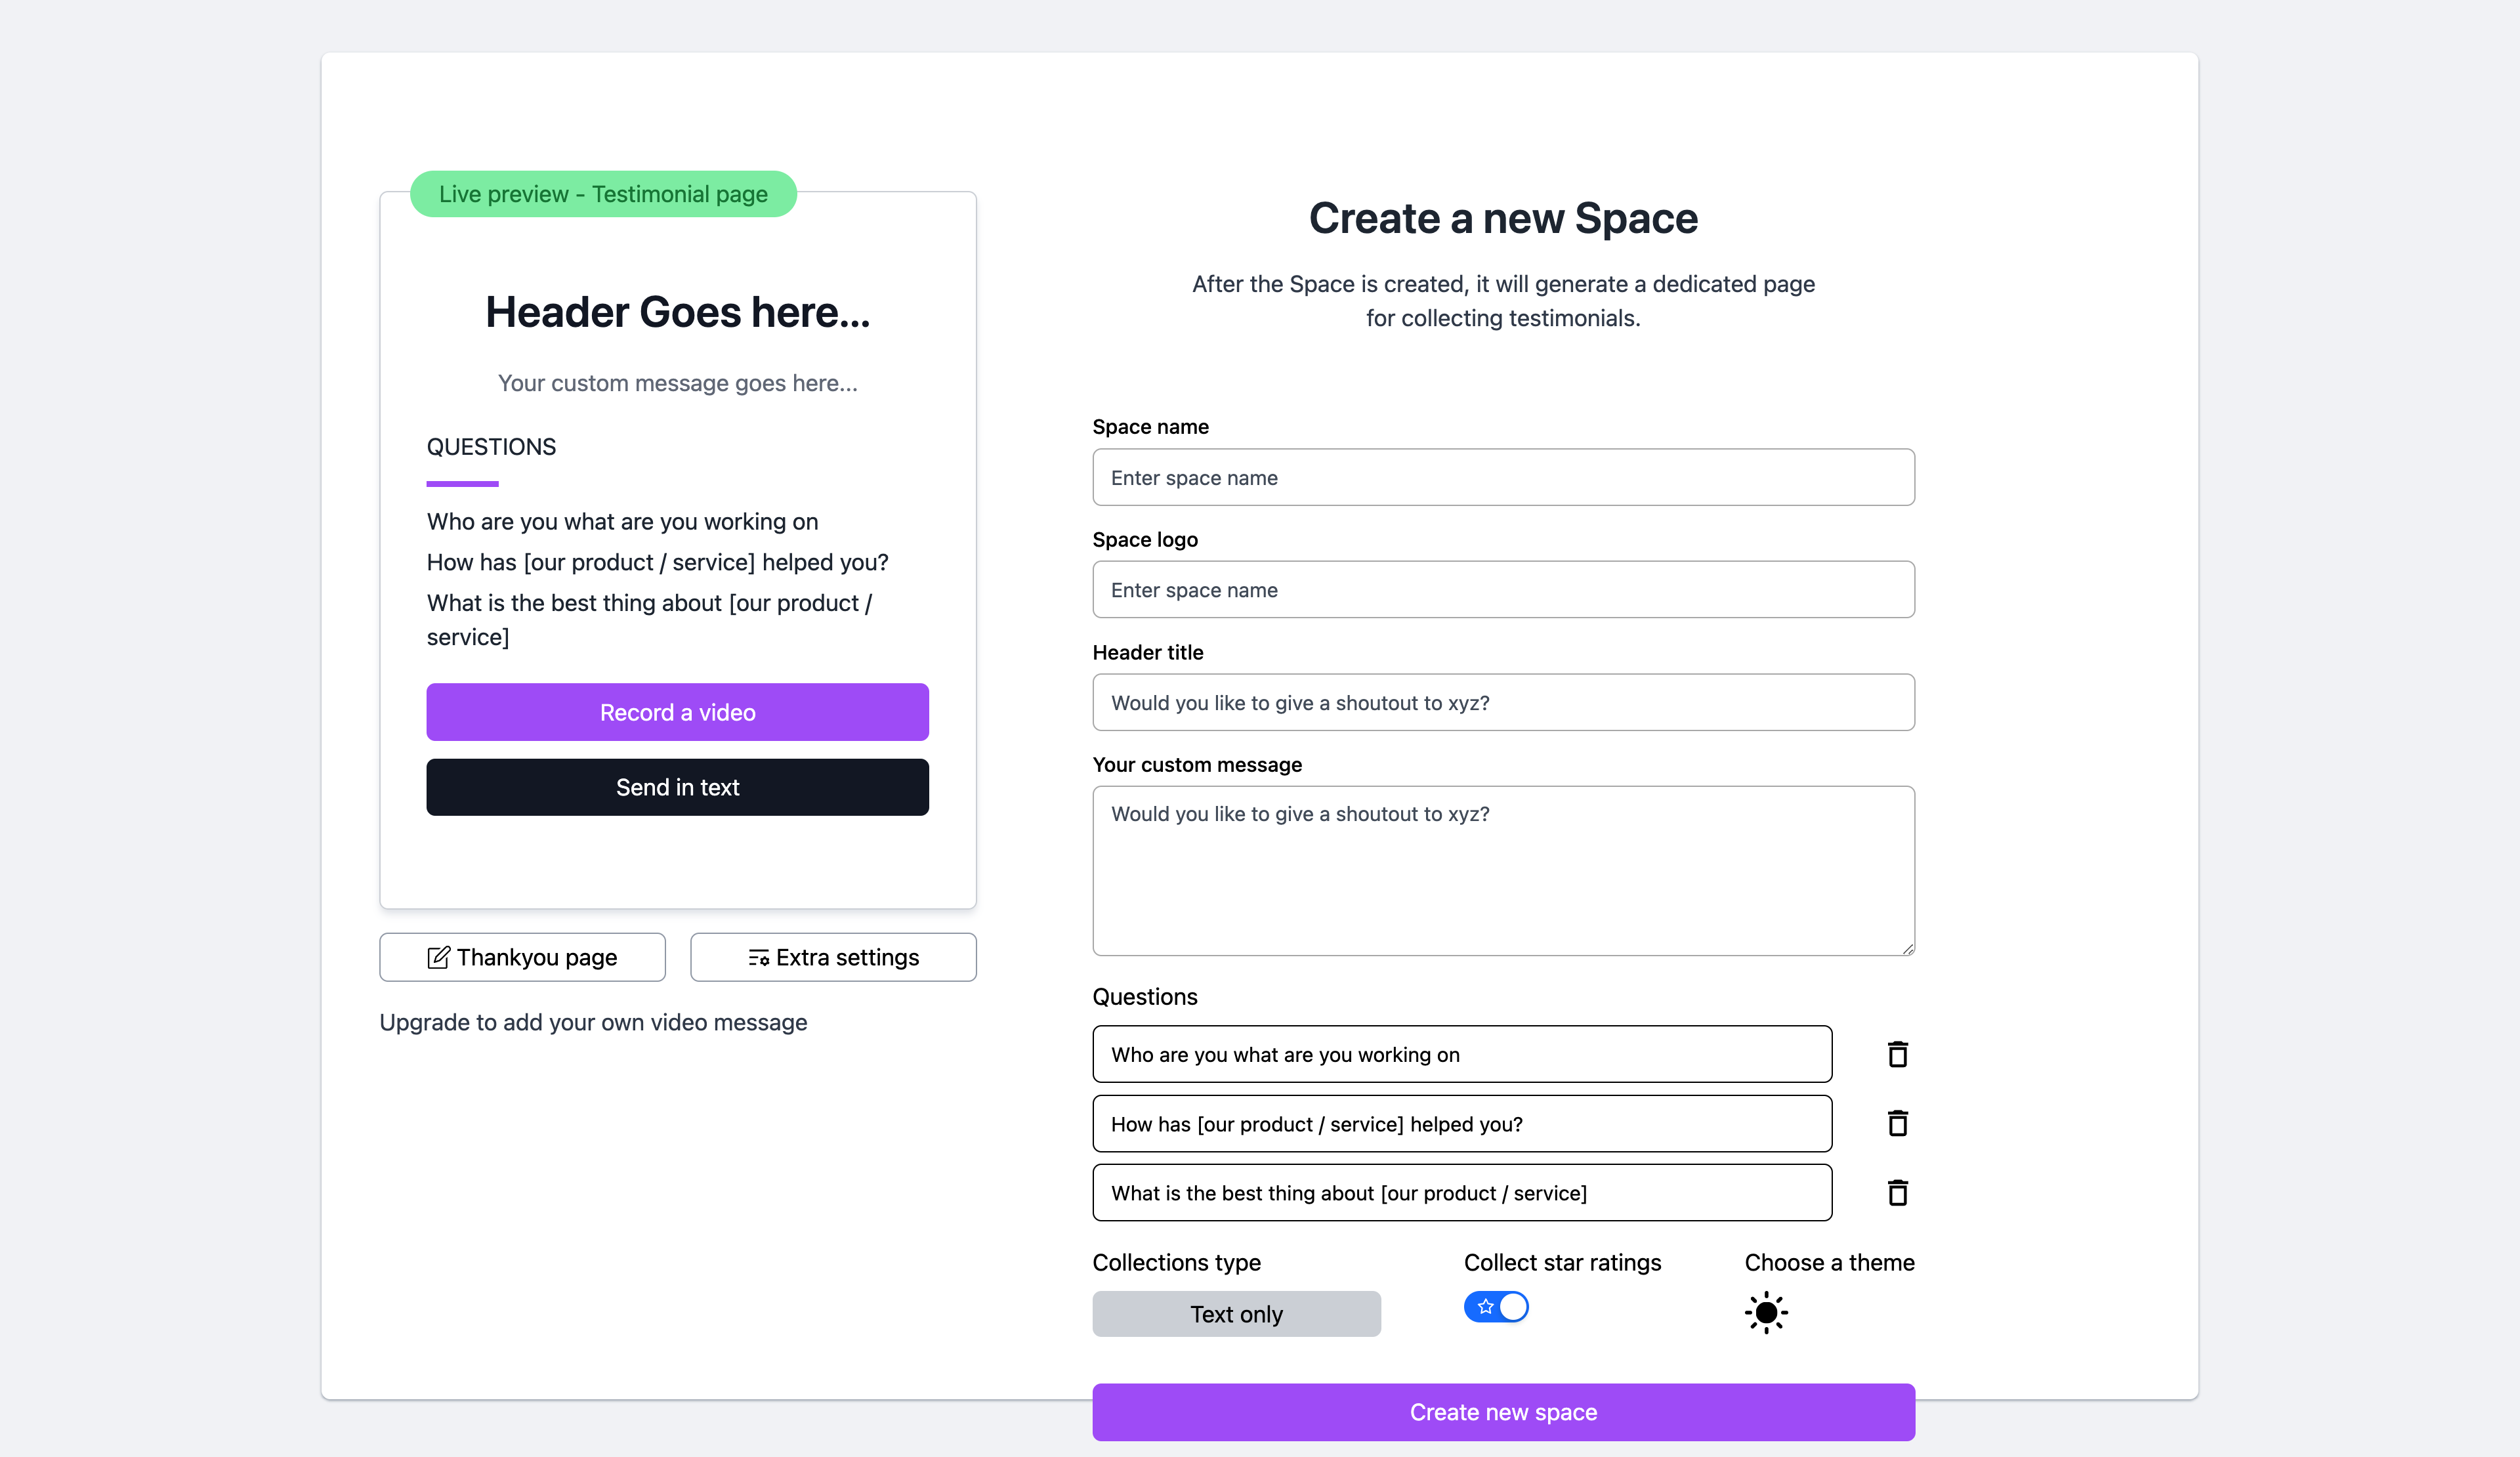 Live preview - Testimonial page
Header Goes here...
Your custom message goes here...
QUESTIONS
Who are you what are you working on
How has [our product / service] helped you?
What is the best thing about [our product /
service]
Record a video
Send in text
Thankyou page
Extra settings
Upgrade to add your own video message
Create a new Space
After the Space is created, it will generate a dedicated page
for collecting testimonials.
Space name
Enter space name
Space logo
Enter space name
Header title
Would you like to give a shoutout to xyz?
Your custom message
Would you like to give a shoutout to xyz?
Questions
Who are you what are you working on
How has [our product / service] helped you?
What is the best thing about [our product / service]
Collections type
Text only
Collect star ratings
Choose a theme
Create new space